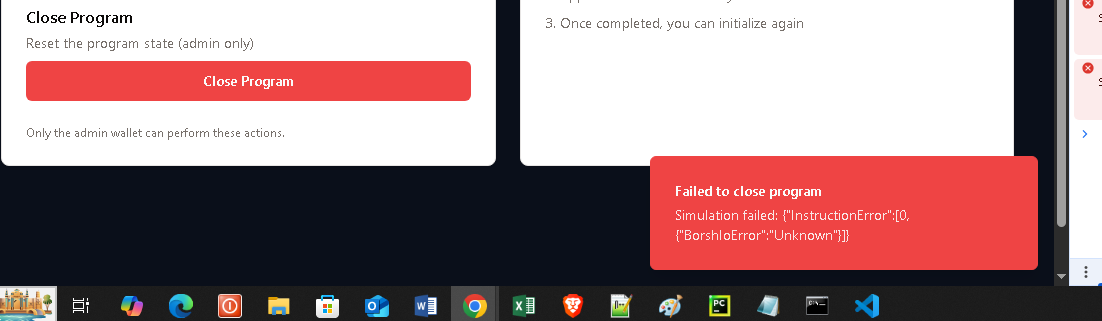 Close Program
Reset the program state (admin only)
Close Program
Only the admin wallet can perform these actions.
3. Once completed, you can initialize again
Failed to close program
Simulation failed: {"InstructionError":[0,
{"BorshIoError":"Unknown"}]}